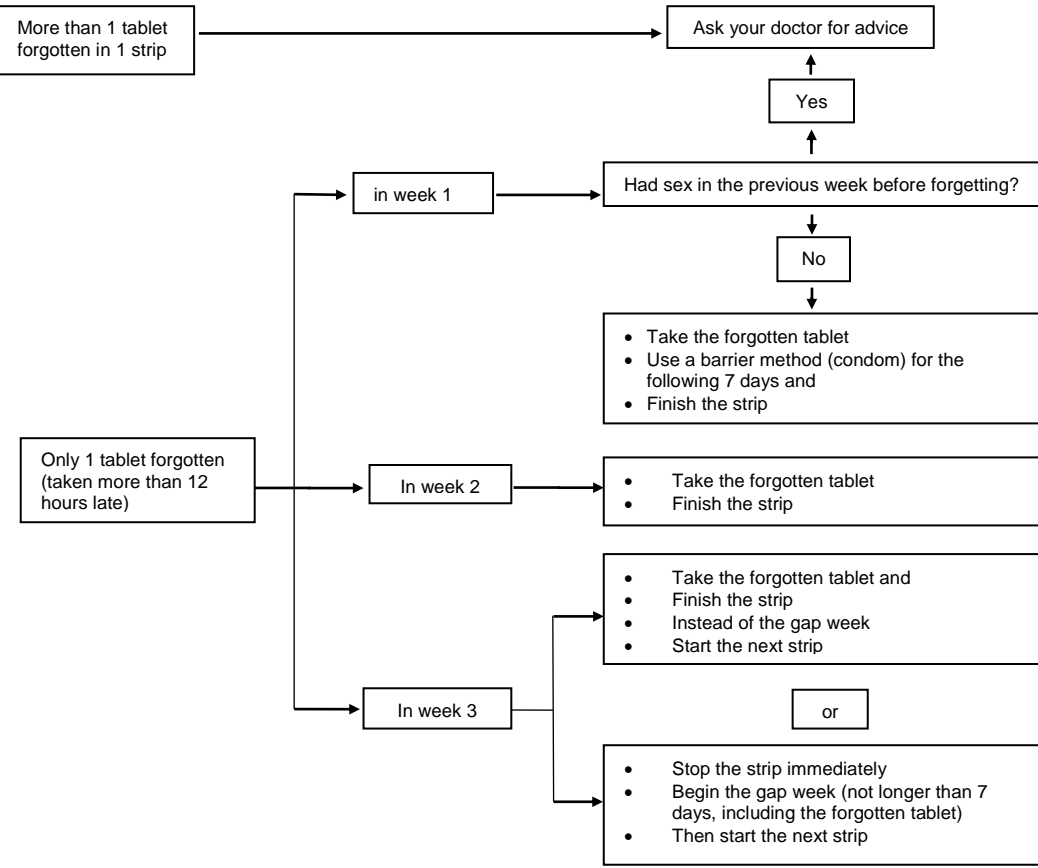 More than 1 tablet
forgotten in 1 strip
Ask your doctor for advice
Yes
in week 1
Had sex in the previous week before forgetting?
No
• Take the forgotten tablet
• Use a barrier method (condom) for the
following 7 days and
• Finish the strip
Only 1 tablet forgotten
(taken more than 12
hours late)
In week 2
• Take the forgotten tablet
• Finish the strip
• Take the forgotten tablet and
• Finish the strip
• Instead of the gap week
• Start the next strip
In week 3
or
• Stop the strip immediately
• Begin the gap week (not longer than 7
days, including the forgotten tablet)
• Then start the next strip